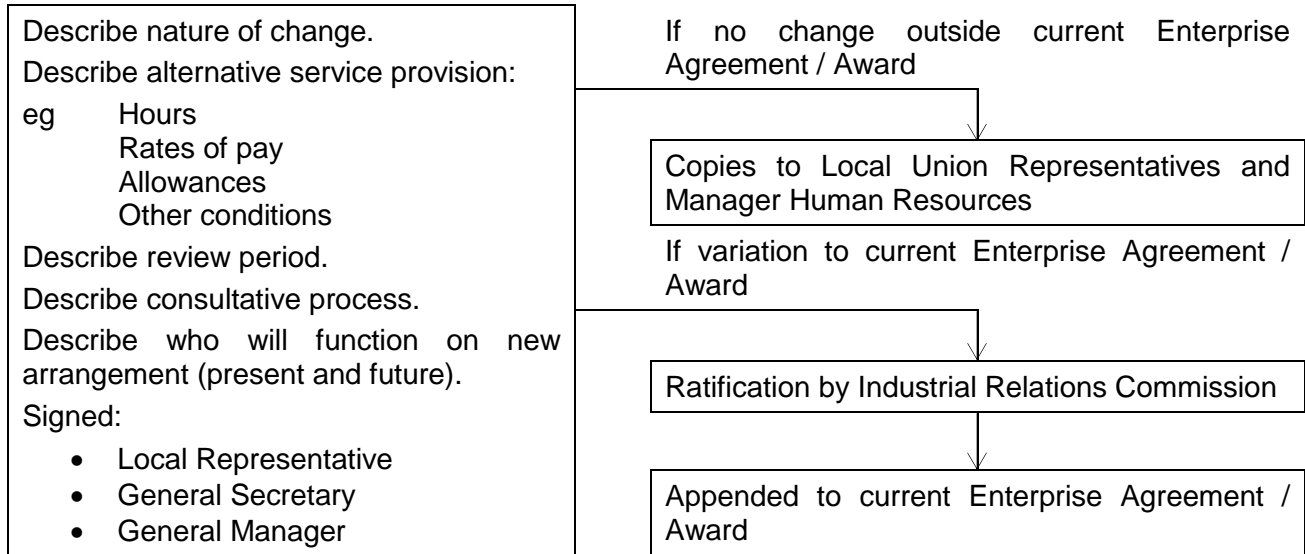 Describe nature of change.
Describe alternative service provision:
eg Hours
Rates of pay
Allowances
Other conditions
Describe review period.
Describe consultative process.
Describe who will function on new
arrangement (present and future).
Signed:
• Local Representative
• General Secretary
• General Manager
If no change outside current Enterprise
Agreement / Award
Copies to Local Union Representatives and
Manager Human Resources
If variation to current Enterprise Agreement /
Award
Ratification by Industrial Relations Commission
Appended to current Enterprise Agreement /
Award